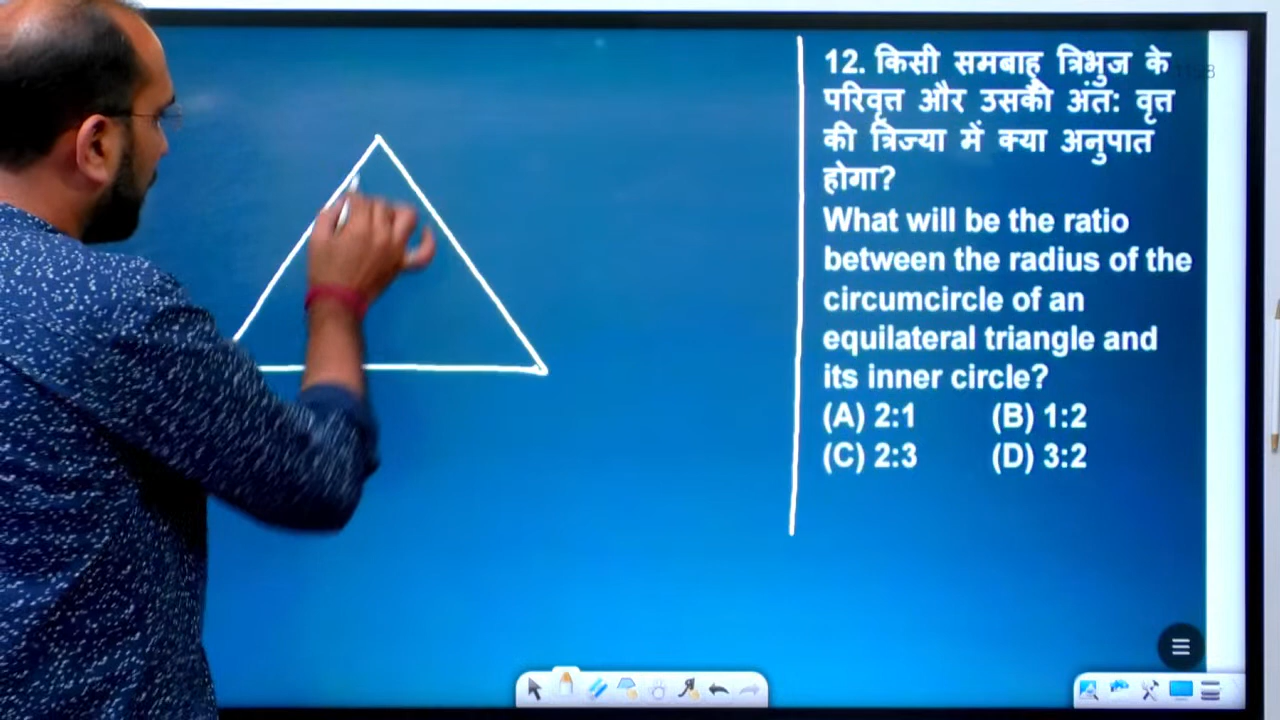 12. किसी समबाहु त्रिभुज के
परिवृत्त और उसकी अंतः वृत्त
की त्रिज्या में क्या अनुपात
होगा?
What will be the ratio
between the radius of the
circumcircle of an
equilateral triangle and
its inner circle?
(A) 2:1 (B) 1:2
(C) 2:3 (D) 3:2